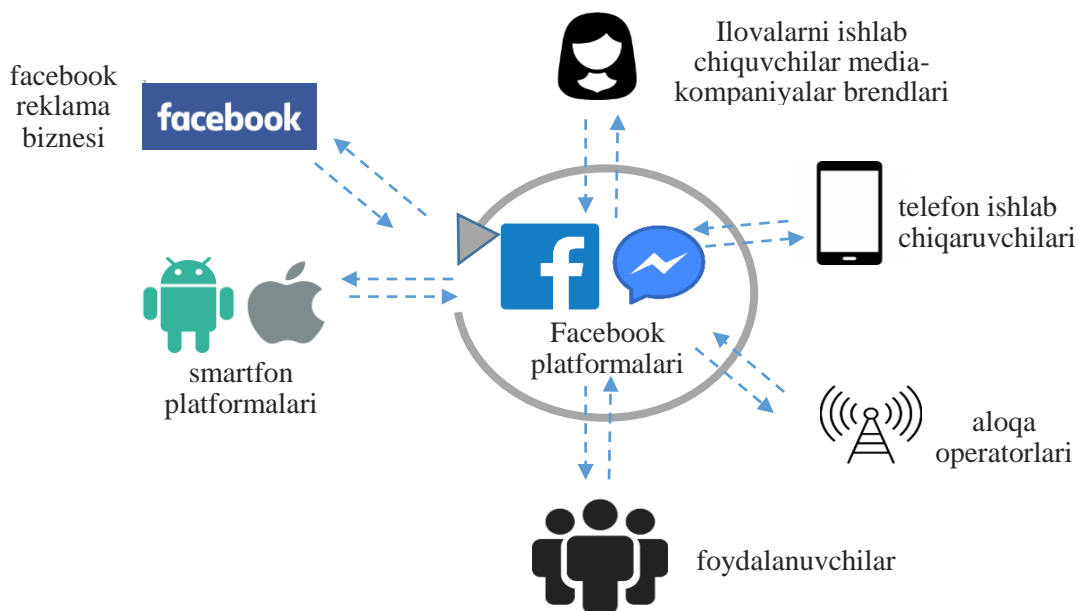 facebook
reklama
biznesi
facebook
Ilovalarni ishlab
chiquvchilar media-
kompaniyalar brendlari
telefon ishlab
chiqaruvchilari
Facebook
platformalari
smartfon
platformalari
aloqa
operatorlari
foydalanuvchilar